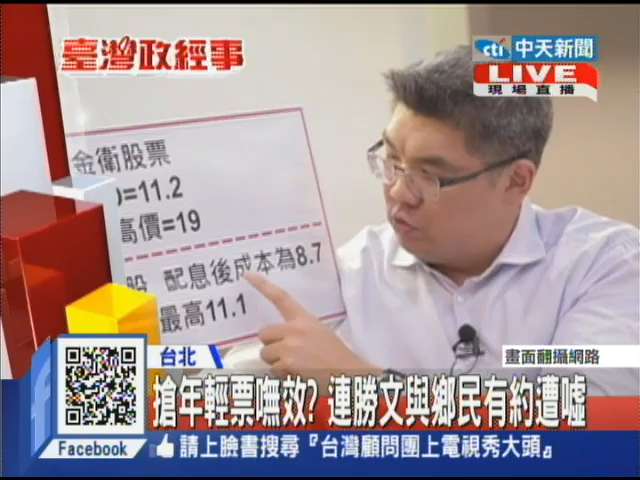 臺灣政經事
cti 中天新聞
LIVE
現場直播
金衛股票
=11.2
高價=19
股 配息後成本為8.7
最高11.1
台北
畫面翻攝網路
搶年輕票嘸效? 連勝文與鄉民有約遭噓
Facebook 請上臉書搜尋『台灣顧問團上電視秀大頭』